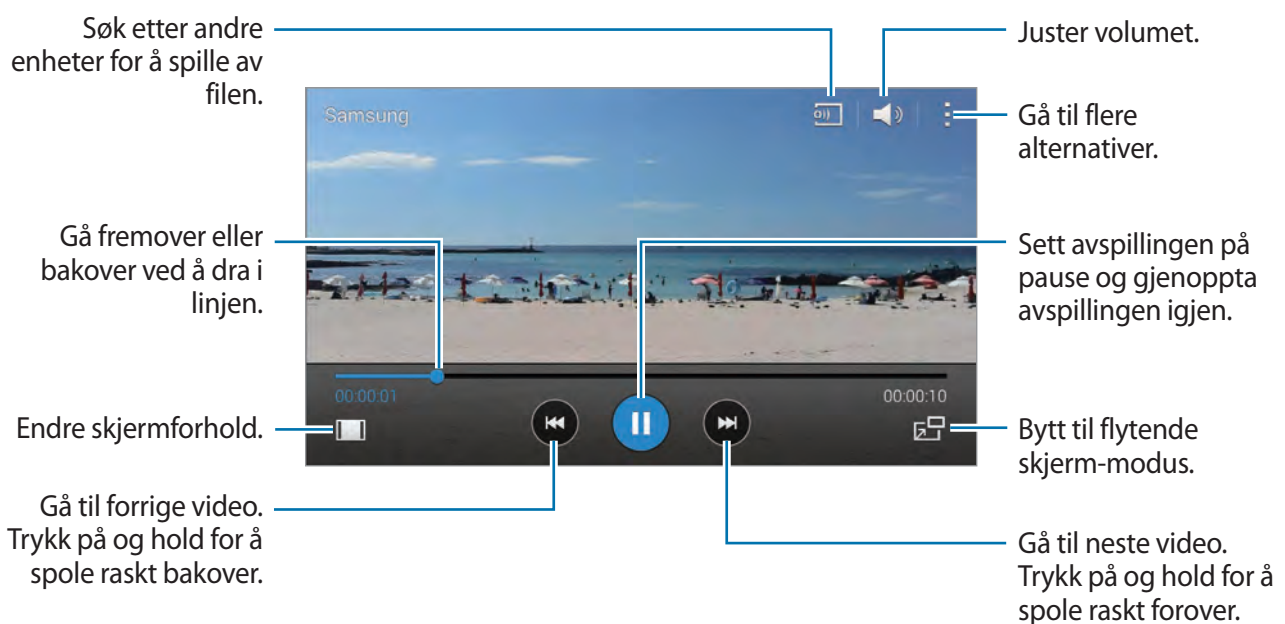 Søk etter andre
enheter for å spille av
filen.
Juster volumet.
Samsung
Gå til flere
alternativer.
Gå fremover eller
bakover ved å dra i
linjen.
Sett avspillingen på
pause og gjenoppta
avspillingen igjen.
00:00:01
00:00:10
Endre skjermforhold.
Bytt til flytende
skjerm-modus.
Gå til forrige video.
Trykk på og hold for å
spole raskt bakover.
Gå til neste video.
Trykk på og hold for å
spole raskt forover.